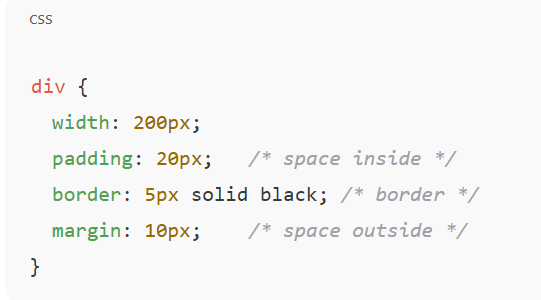 CSS
div {
  width: 200px;
  padding: 20px;   /* space inside */
  border: 5px solid black; /* border */
  margin: 10px;    /* space outside */
}